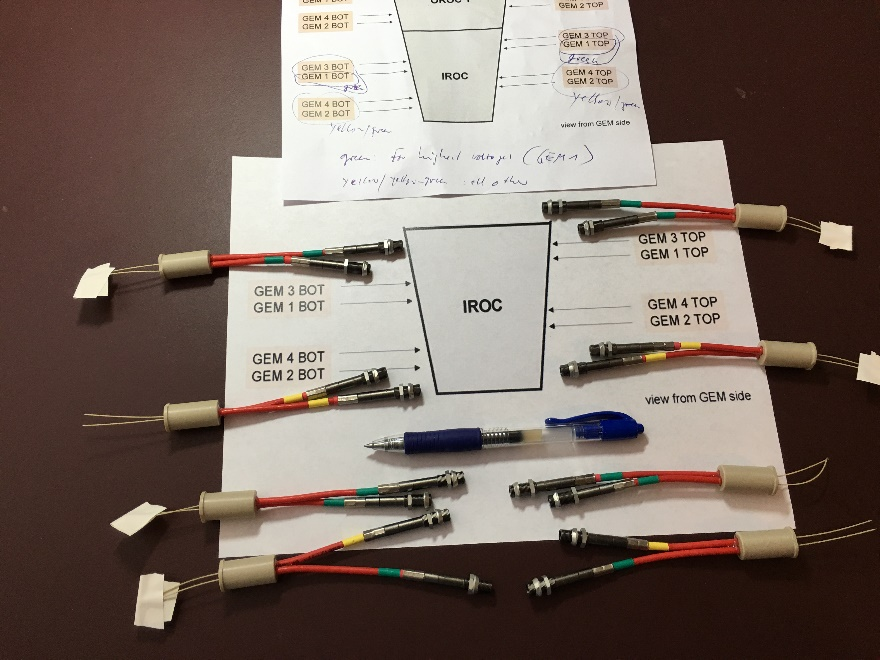 GEM 4 BOT
GEM 2 BOT
GEM 2 TOP
GEM 3 TOP
GEM 1 TOP
green
GEM 3 BOT
GEM 1 BOT
green
IROC
GEM 4 TOP
GEM 2 TOP
yellow/green
GEM 4 BOT
GEM 2 BOT
yellow/green
view from GEM side
green for highest voltages (GEM1)
yellow/yellow-green : all other
GEM 3 TOP
GEM 1 TOP
GEM 3 BOT
GEM 1 BOT
IROC
GEM 4 TOP
GEM 2 TOP
GEM 4 BOT
GEM 2 BOT
view from GEM side